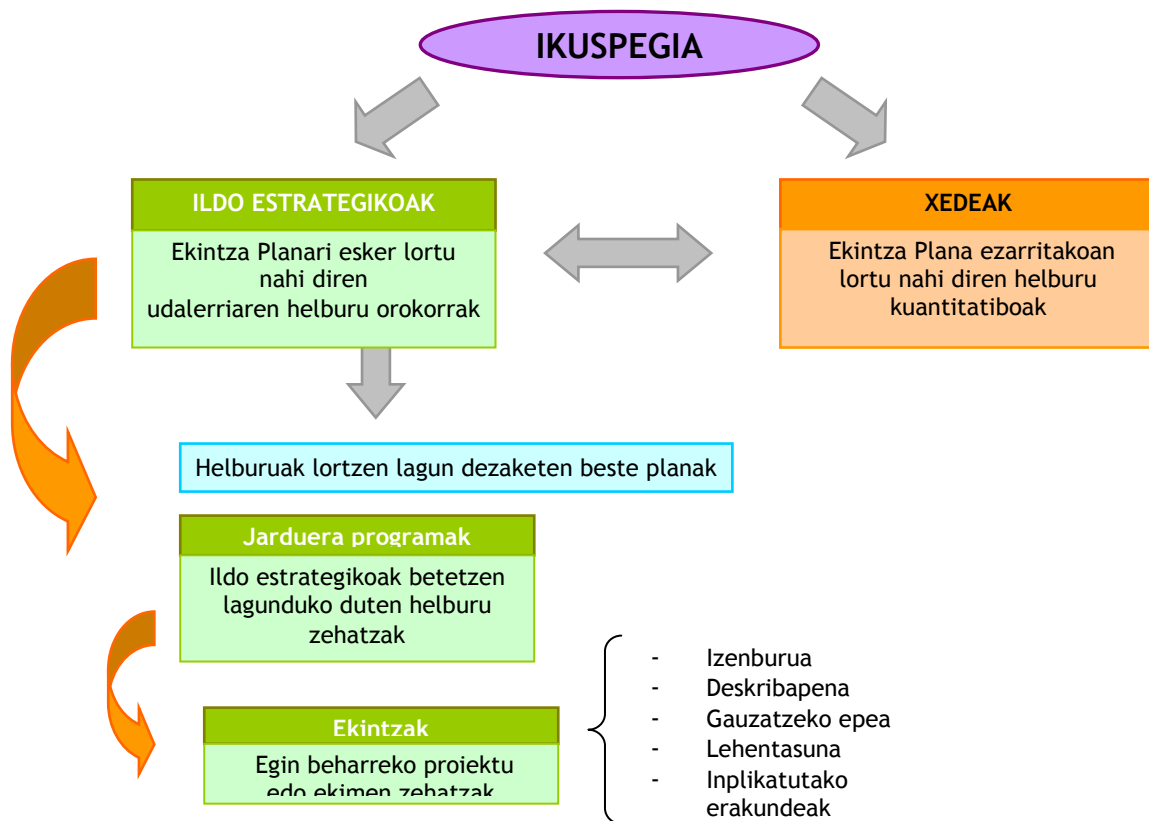 IKUSPEGIA
ILDO ESTRATEGIKOAK
Ekintza Planari esker lortu
nahi diren
udalerriaren helburu orokorrak
XEDEAK
Ekintza Plana ezarritakoan
lortu nahi diren helburu
kuantitatiboak
Helburuak lortzen lagun dezaketen beste planak
Jarduera programak
Ildo estrategikoak betetzen
lagunduko duten helburu
zehatzak
Ekintzak
Egin beharreko proiektu
edo ekimen zehatzak
- Izenburua
- Deskribapena
- Gauzatzeko epea
- Lehentasuna
- Inplikatutako
erakundeak